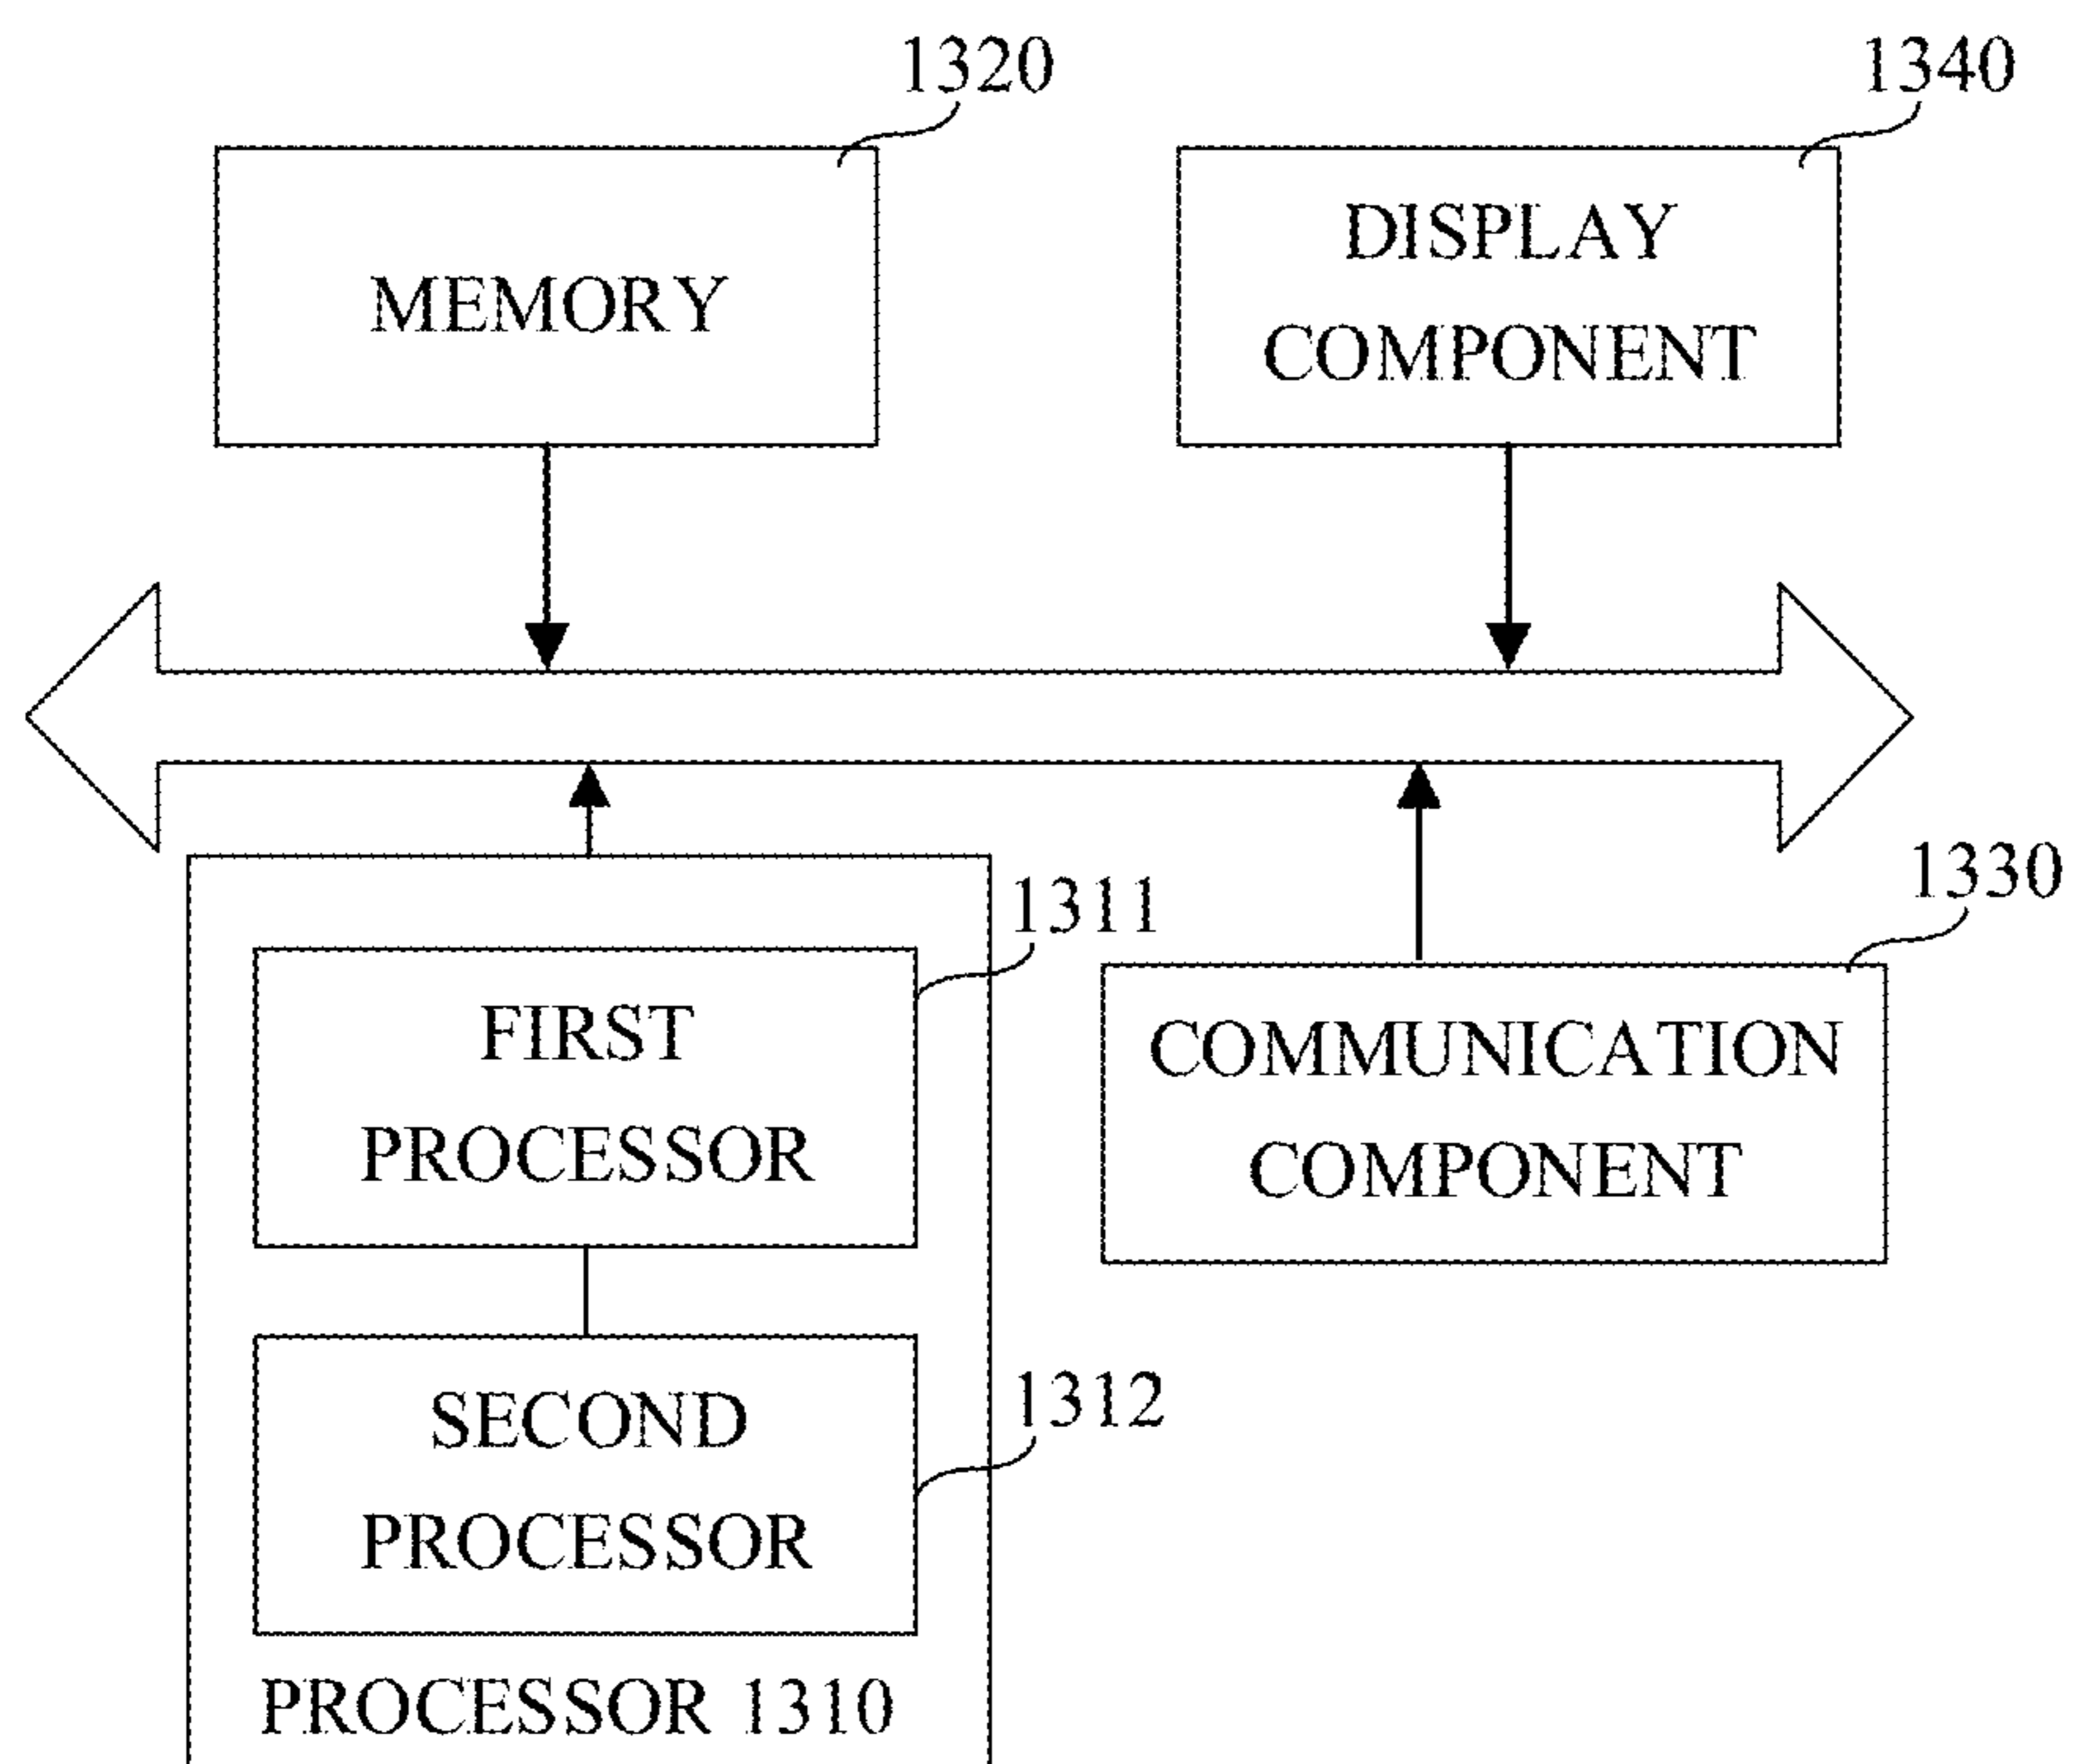 1320
1340
MEMORY
DISPLAY
COMPONENT
1311
1330
FIRST
PROCESSOR
COMMUNICATION
COMPONENT
1312
SECOND
PROCESSOR
PROCESSOR 1310